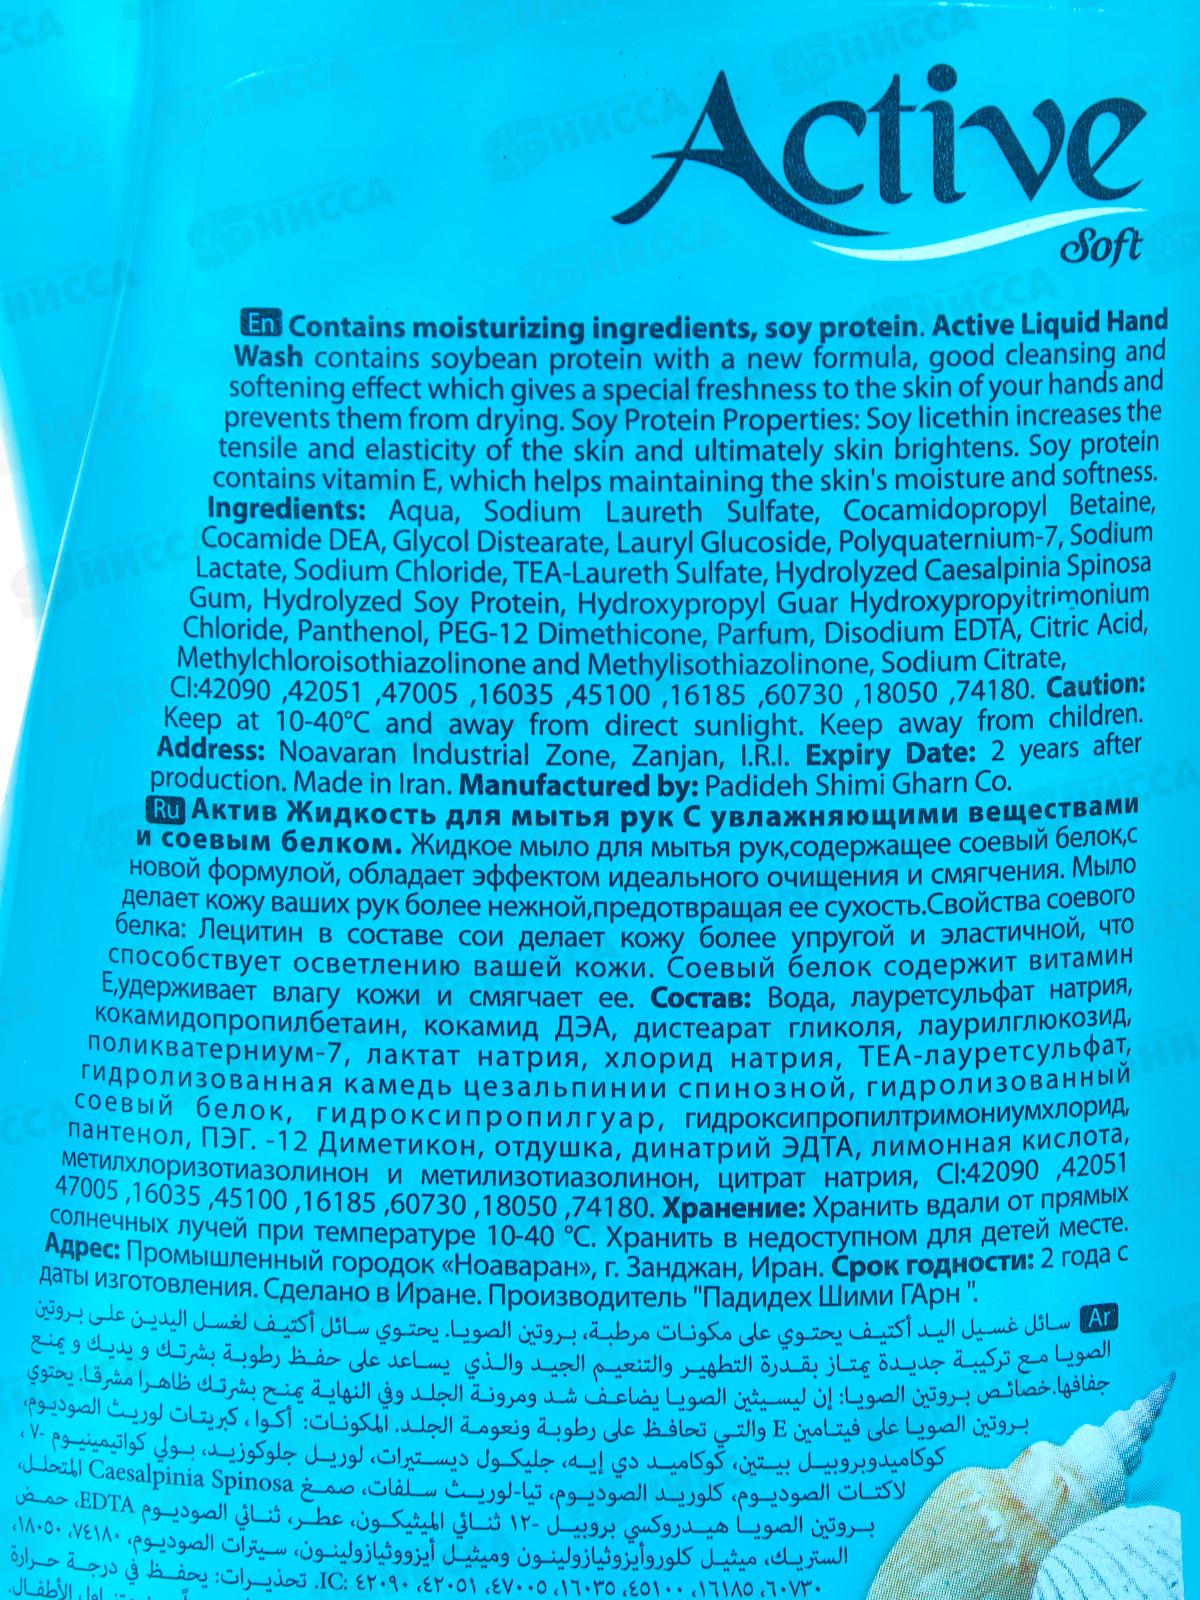 Active
Soft
En Contains moisturizing ingredients, soy protein. Active Liquid Hand
Wash contains soybean protein with a new formula, good cleansing and
softening effect which gives a special freshness to the skin of your hands and
prevents them from drying. Soy Protein Properties: Soy licethin increases the
tensile and elasticity of the skin and ultimately skin brightens. Soy protein
contains vitamin E, which helps maintaining the skin's moisture and softness.
Ingredients: Aqua, Sodium Laureth Sulfate, Cocamidopropyl Betaine,
Cocamide DEA, Glycol Distearate, Lauryl Glucoside, Polyquaternium-7, Sodium
Lactate, Sodium Chloride, TEA-Laureth Sulfate, Hydrolyzed Caesalpinia Spinosa
Gum, Hydrolyzed Soy Protein, Hydroxypropyl Guar Hydroxypropyitrimonium
Chloride, Panthenol, PEG-12 Dimethicone, Parfum, Disodium EDTA, Citric Acid,
Methylchloroisothiazolinone and Methylisothiazolinone, Sodium Citrate,
CI:42090 ,42051 ,47005 ,16035 ,45100 ,16185 ,60730 ,18050 ,74180. Caution:
Keep at 10-40°C and away from direct sunlight. Keep away from children.
Address: Noavaran Industrial Zone, Zanjan, I.R.I. Expiry Date: 2 years after
production. Made in Iran. Manufactured by: Padideh Shimi Gharn Co.
Ru Актив Жидкость для мытья рук С увлажняющими веществами
и соевым белком. Жидкое мыло для мытья рук,содержащее соевый белок,с
новой формулой, обладает эффектом идеального очищения и смягчения. Мыло
делает кожу ваших рук более нежной,предотвращая ее сухость.Свойства соевого
белка: Лецитин в составе сои делает кожу более упругой и эластичной, что
способствует осветлению вашей кожи. Соевый белок содержит витамин
Е,удерживает влагу кожи и смягчает ее. Состав: Вода, лауретсульфат натрия,
кокамидопропилбетаин, кокамид ДЭА, дистеарат гликоля, лаурилглюкозид,
поликватерниум-7, лактат натрия, хлорид натрия, ТЕА-лауретсульфат,
гидролизованная камедь цезальпинии спинозной, гидролизованный
соевый белок, гидроксипропилгуар, гидроксипропилтримониумхлорид,
пантенол, ПЭГ. -12 Диметикон, отдушка, динатрий ЭДТА, лимонная кислота,
метилхлоризотиазолинон и метилизотиазолинон, цитрат натрия, CI:42090 ,42051
47005 ,16035 ,45100 ,16185 ,60730 ,18050 ,74180. Хранение: Хранить вдали от прямых
солнечных лучей при температуре 10-40 °C. Хранить в недоступном для детей месте.
Адрес: Промышленный городок «Ноаваран», г. Занджан, Иран. Срок годности: 2 года с
даты изготовления. Сделано в Иране. Производитель "Падидех Шими ГАрн ".
Ar سائل غسيل اليد أكتيف يحتوي على مكونات مرطبة، بروتين الصويا. يحتوي سائل أكتيف لغسل اليدين على بروتين
الصويا مع تركيبة جديدة يمتاز بقدرة التطهير والتنعيم الجيد والذي يساعد على حفظ رطوبة بشرتك و يديك و يمنع
جفافها.خصائص بروتين الصويا: إن ليسيثين الصويا يضاعف شد ومرونة الجلد وفي النهاية يمنح بشرتك ظاهرا مشرقا. يحتوي
بروتين الصويا على فيتامين E والتي تحافظ على رطوبة ونعومة الجلد. المكونات: أكوا ، كبريتات لوريث الصوديوم،
كوكاميدوبروبيل بيتين، كوكاميد دي إيه، جليكول ديستيرات، لوريل جلوكوزيد، بولي كواتيمينيوم -٧ ،
لاكتات الصوديوم، كلوريد الصوديوم، تيا-لوريث سلفات، صمغ Caesalpinia Spinosa المتحلل،
بروتين الصويا هيدروكسي بروبيل -١٢ ثنائي الميثيكون، عطر، ثنائي الصوديوم EDTA، حمض
الستريك، ميثيل كلوروأيزوثيازولينون وميثيل أيزووثيازولينون، سيترات الصوديوم، ٧٤١٨٠، ١٨٠٥٠،
٦٠٧٣٠، ١٦١٨٥، ٤٥١٠٠، ١٦٠٣٥، ٤٧٠٠٥، ٤٢٠٥١، ٤٢٠٩٠ :IC. تحذيرات: يحفظ في درجة حرارة
الأطفال.
НИССА